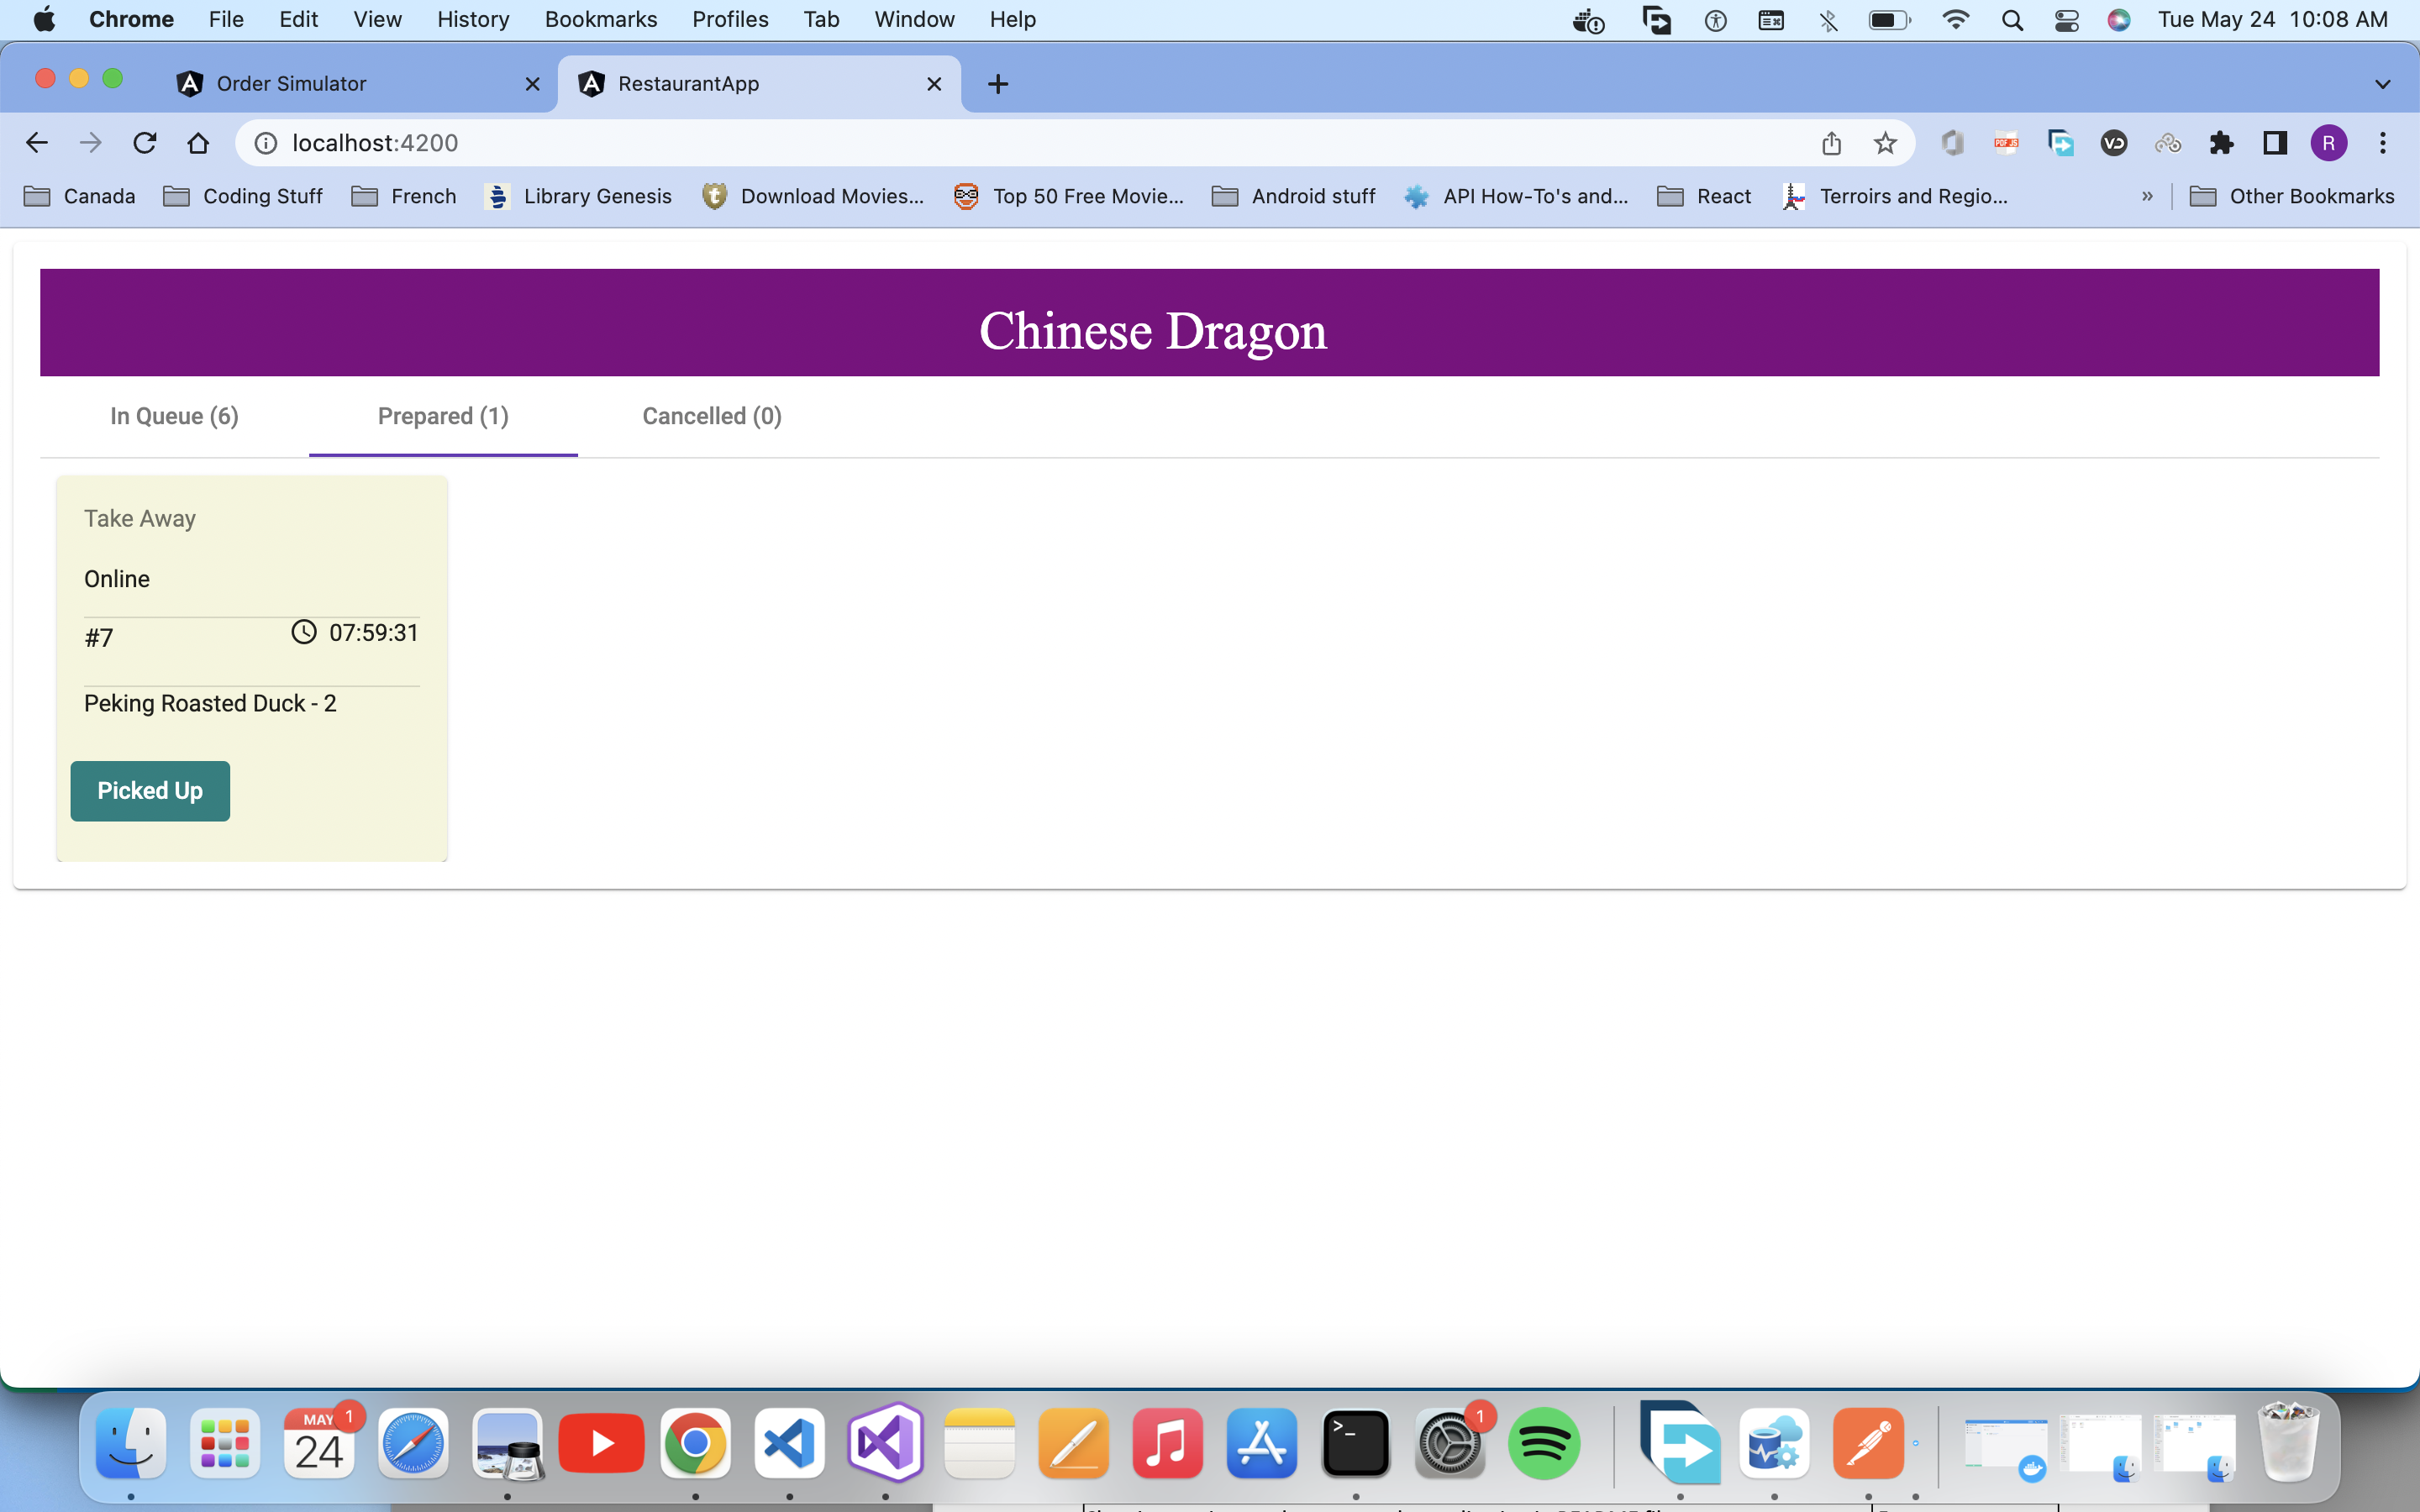 Chrome File Edit View History Bookmarks Profiles Tab Window Help Tue May 24 10:08 AM
Order Simulator RestaurantApp
localhost:4200 PDF JS VD R
Canada Coding Stuff French Library Genesis Download Movies... Top 50 Free Movie... Android stuff API How-To's and... React Terroirs and Regio... » Other Bookmarks
Chinese Dragon
In Queue (6) Prepared (1) Cancelled (0)
Take Away
Online
#7 07:59:31
Peking Roasted Duck - 2
Picked Up
MAY 1 1
24